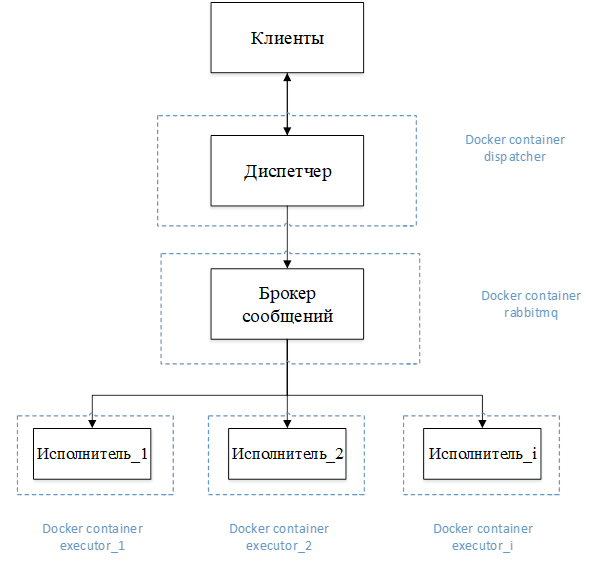 Клиенты
Docker container
dispatcher
Диспетчер
Docker container
rabbitmq
Брокер
сообщений
Исполнитель_1
Исполнитель_2
Исполнитель_i
Docker container
executor_1
Docker container
executor_2
Docker container
executor_i